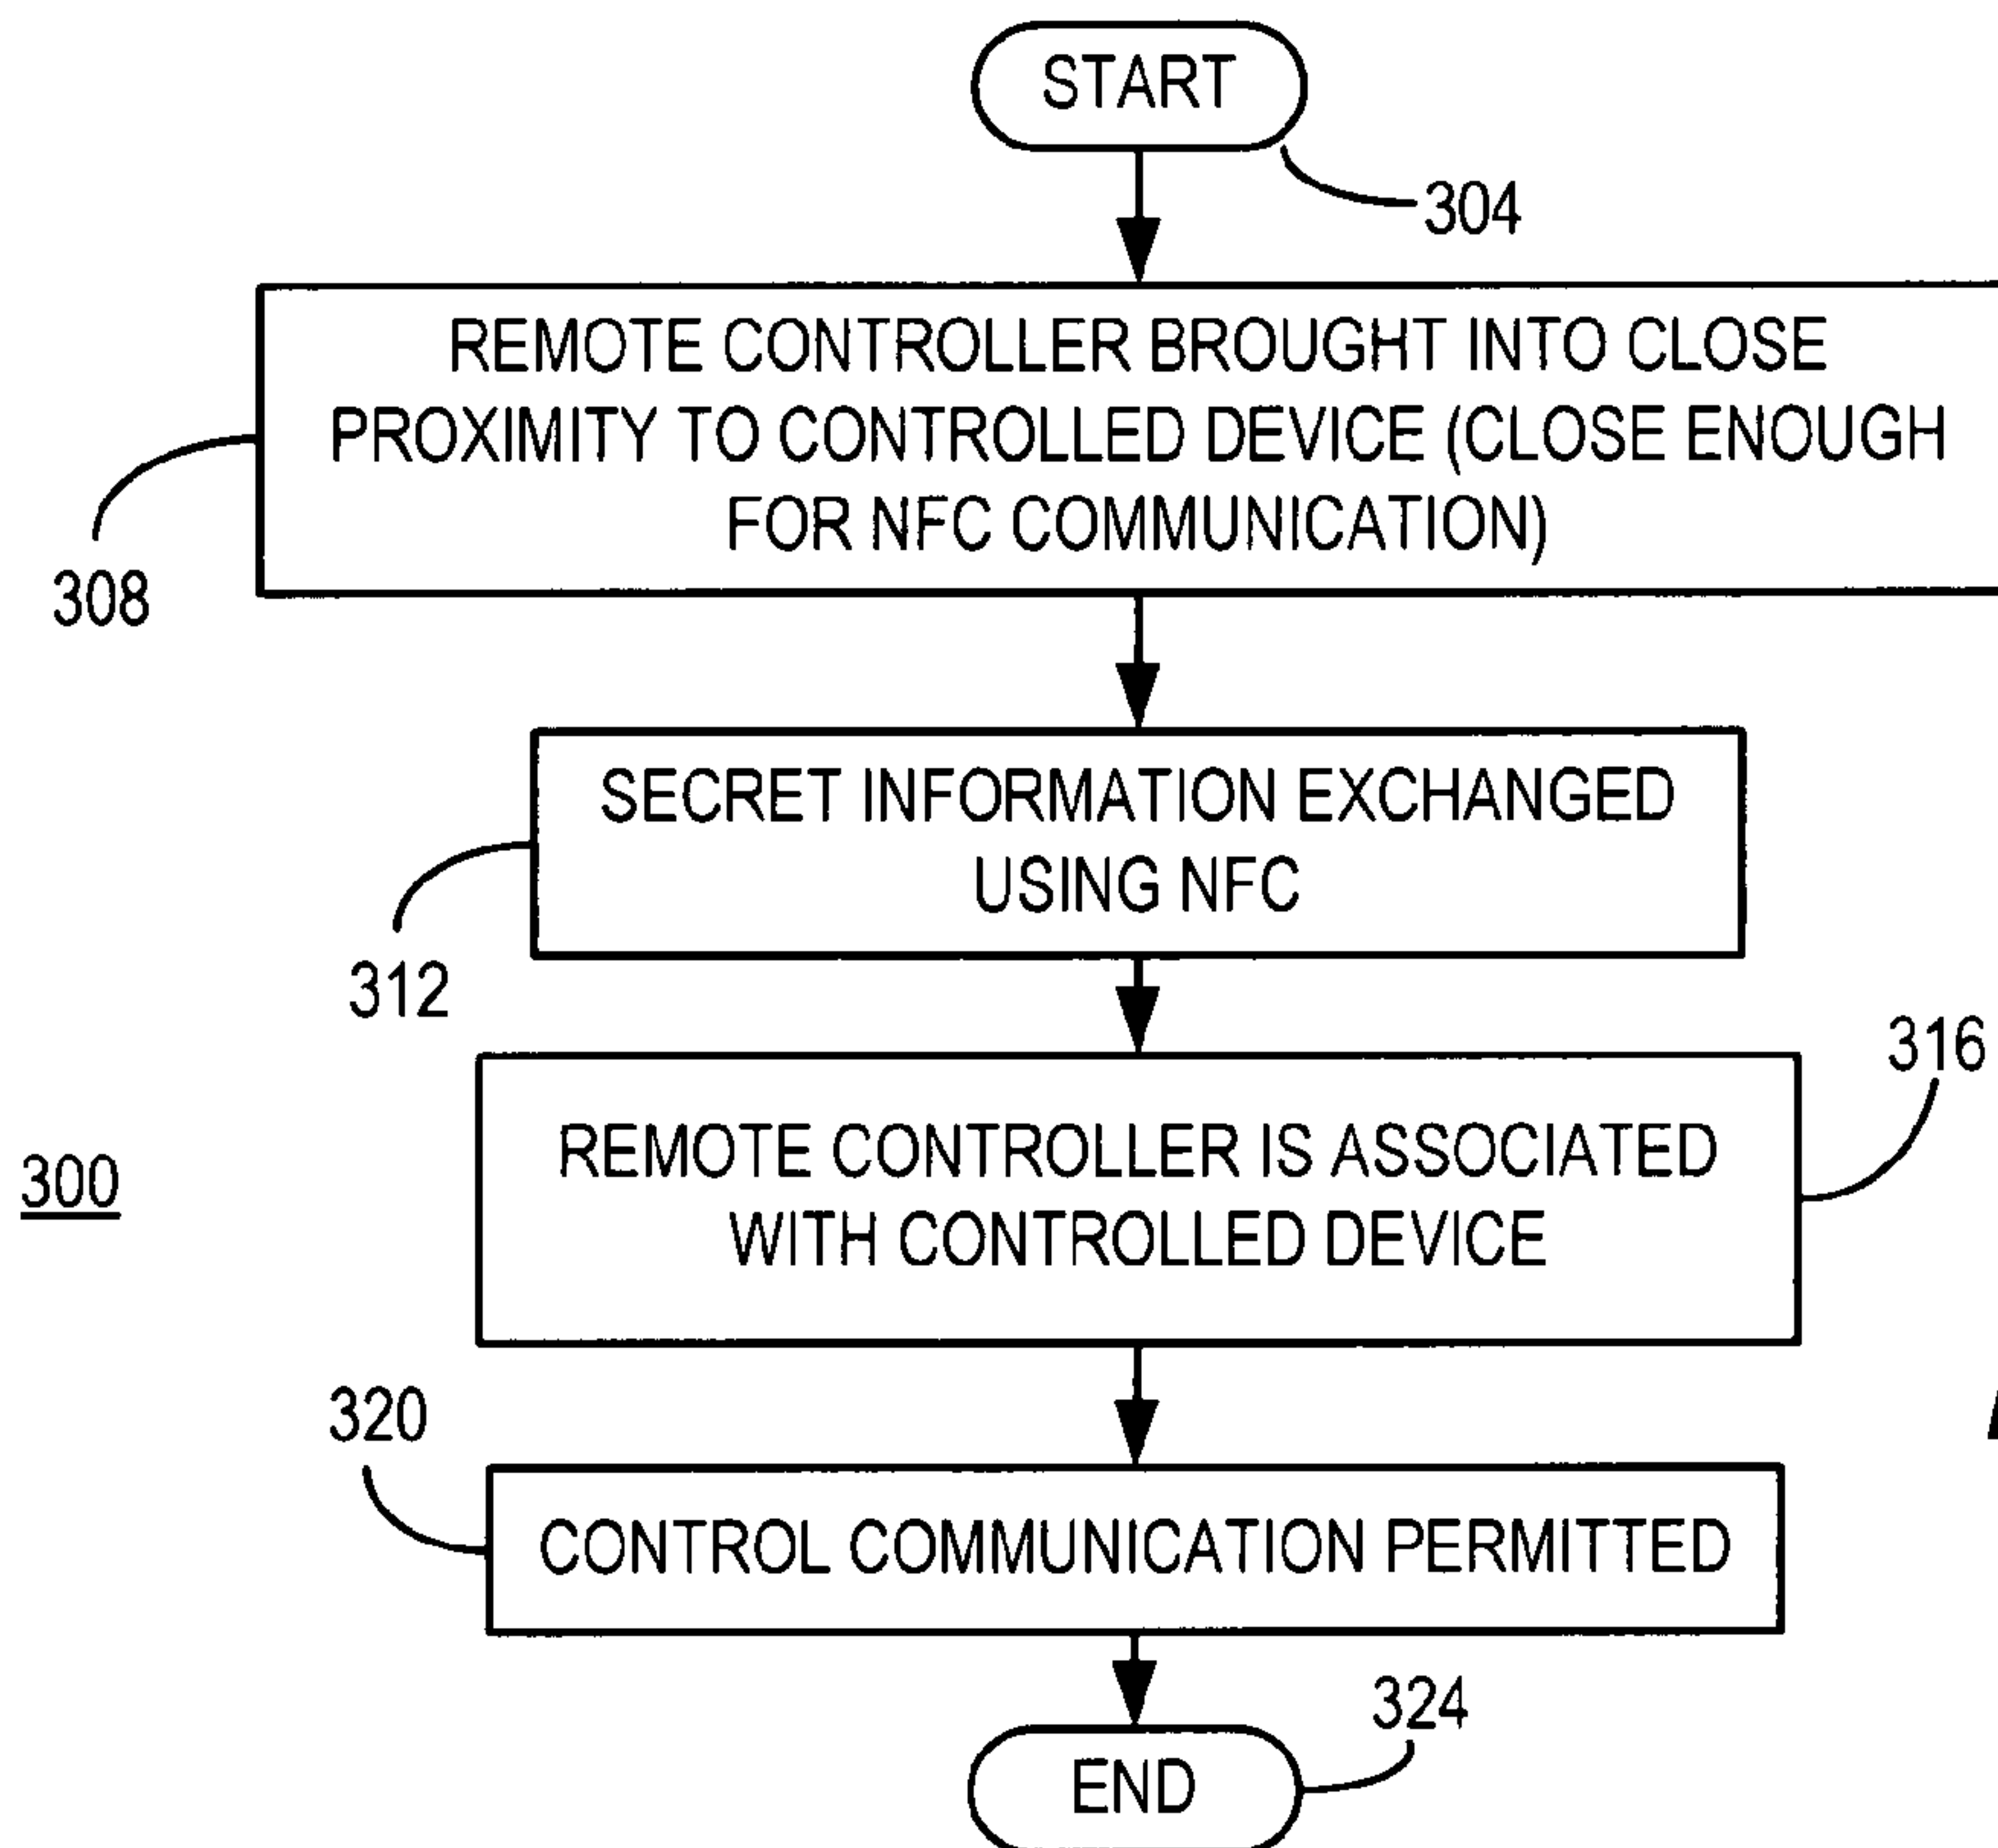 START
304
REMOTE CONTROLLER BROUGHT INTO CLOSE
PROXIMITY TO CONTROLLED DEVICE (CLOSE ENOUGH
FOR NFC COMMUNICATION)
308
SECRET INFORMATION EXCHANGED
USING NFC
312
316
REMOTE CONTROLLER IS ASSOCIATED
WITH CONTROLLED DEVICE
300
320
CONTROL COMMUNICATION PERMITTED
324
END